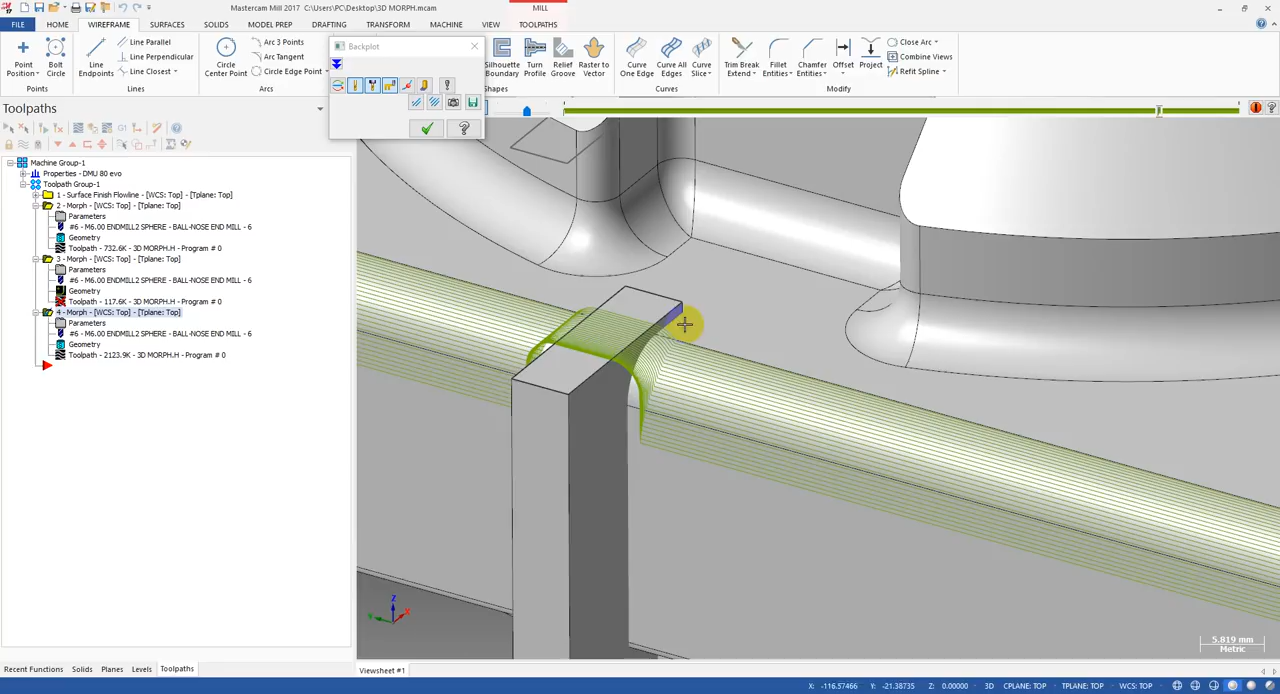 Mastercam Mill 2017 C:\Users\PC\Desktop\3D MORPH.mcam
MILL
FILE HOME WIREFRAME SURFACES SOLIDS MODEL PREP DRAFTING TRANSFORM MACHINE VIEW TOOLPATHS
Point Position
Bolt Circle
Points
Line Endpoints
Line Parallel
Line Perpendicular
Line Closest
Lines
Circle Center Point
Arc 3 Points
Arc Tangent
Circle Edge Point
Arcs
Silhouette Boundary
Turn Profile
Relief Groove
Raster to Vector
Shapes
Curve One Edge
Curve All Edges
Curve Slice
Curves
Trim Break Extend
Fillet Entities
Chamfer Entities
Offset
Project
Close Arc
Combine Views
Refit Spline
Modify
Backplot
Toolpaths
G1
Machine Group-1
Properties - DMU 80 evo
Toolpath Group-1
1 - Surface Finish Flowline - [WCS: Top] - [Tplane: Top]
2 - Morph - [WCS: Top] - [Tplane: Top]
Parameters
#6 - M6.00 ENDMILL2 SPHERE - BALL-NOSE END MILL - 6
Geometry
Toolpath - 732.6K - 3D MORPH.H - Program # 0
3 - Morph - [WCS: Top] - [Tplane: Top]
Parameters
#6 - M6.00 ENDMILL2 SPHERE - BALL-NOSE END MILL - 6
Geometry
Toolpath - 117.6K - 3D MORPH.H - Program # 0
4 - Morph - [WCS: Top] - [Tplane: Top]
Parameters
#6 - M6.00 ENDMILL2 SPHERE - BALL-NOSE END MILL - 6
Geometry
Toolpath - 2123.9K - 3D MORPH.H - Program # 0
Z
Y X
5.819 mm
Metric
Recent Functions Solids Planes Levels Toolpaths
Viewsheet #1
X: -116.57466 Y: -21.38735 Z: 0.00000 3D CPLANE: TOP TPLANE: TOP WCS: TOP